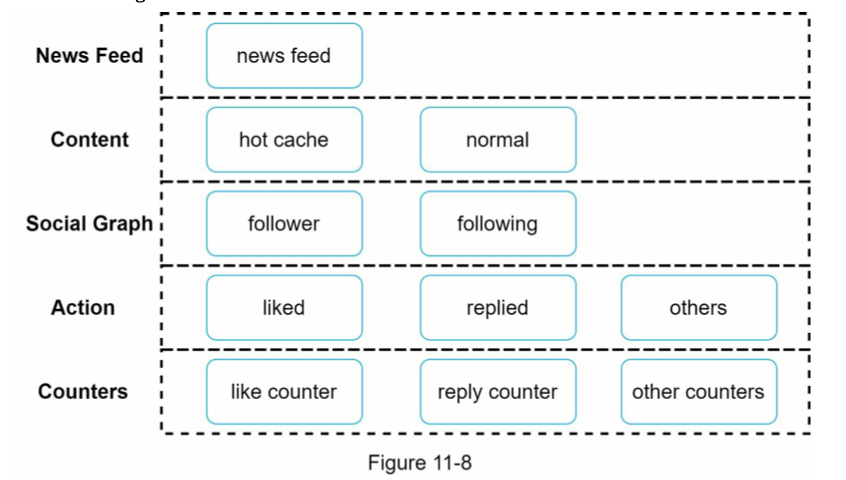 News Feed news feed
Content hot cache normal
Social Graph follower following
Action liked replied others
Counters like counter reply counter other counters
Figure 11-8